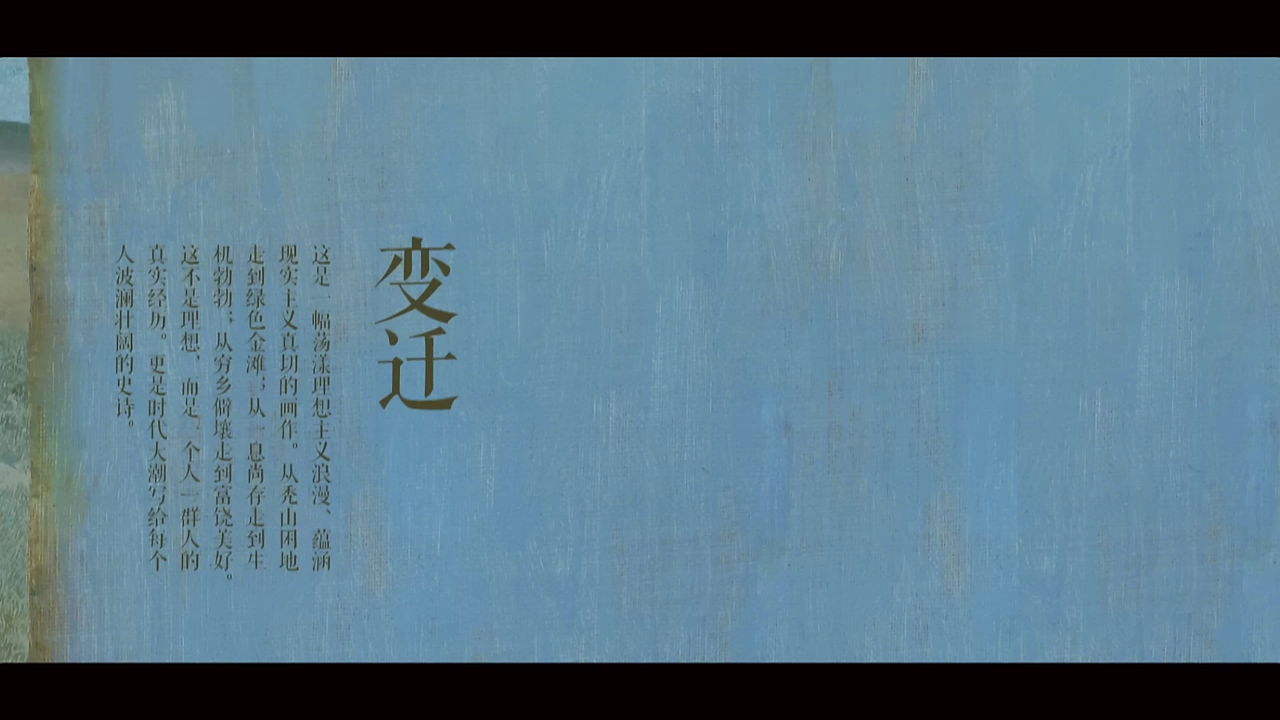 变迁
这是一幅荡漾理想主义浪漫、蕴涵
现实主义真切的画作。从秃山困地
走到绿色金滩；从一息尚存走到生
机勃勃；从穷乡僻壤走到富饶美好。
这不是理想，而是一个人一群人的
真实经历。更是时代大潮写给每个
人波澜壮阔的史诗。